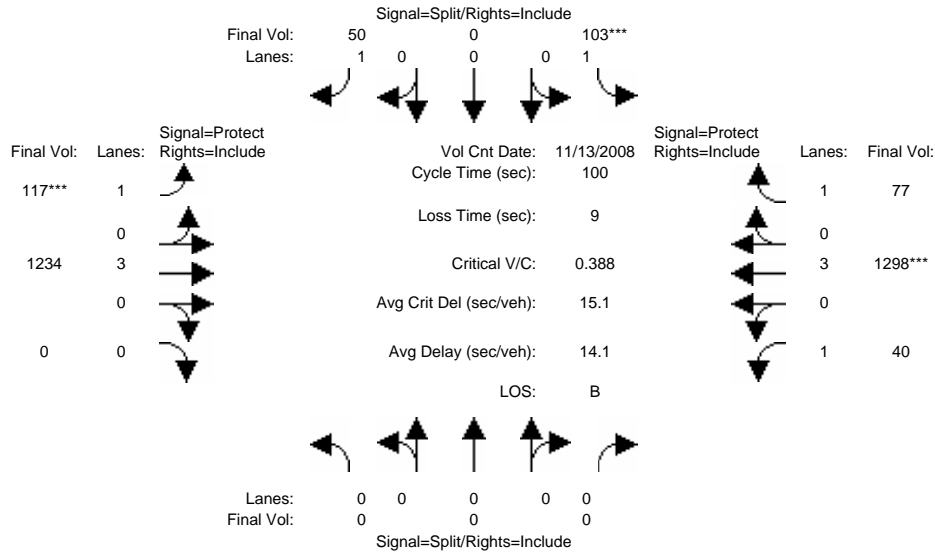 Signal=Split/Rights=Include
Final Vol: 50 0 103***
Lanes: 1 0 0 0 1
Signal=Protect
Final Vol: Lanes: Rights=Include
Vol Cnt Date: 11/13/2008
Signal=Protect
Rights=Include Lanes: Final Vol:
Cycle Time (sec): 100
117*** 1
1 77
Loss Time (sec): 9
0
0
1234 3
Critical V/C: 0.388
3 1298***
0
Avg Crit Del (sec/veh): 15.1
0
0 0
Avg Delay (sec/veh): 14.1
1 40
LOS: B
Lanes: 0 0 0 0 0
Final Vol: 0 0 0
Signal=Split/Rights=Include